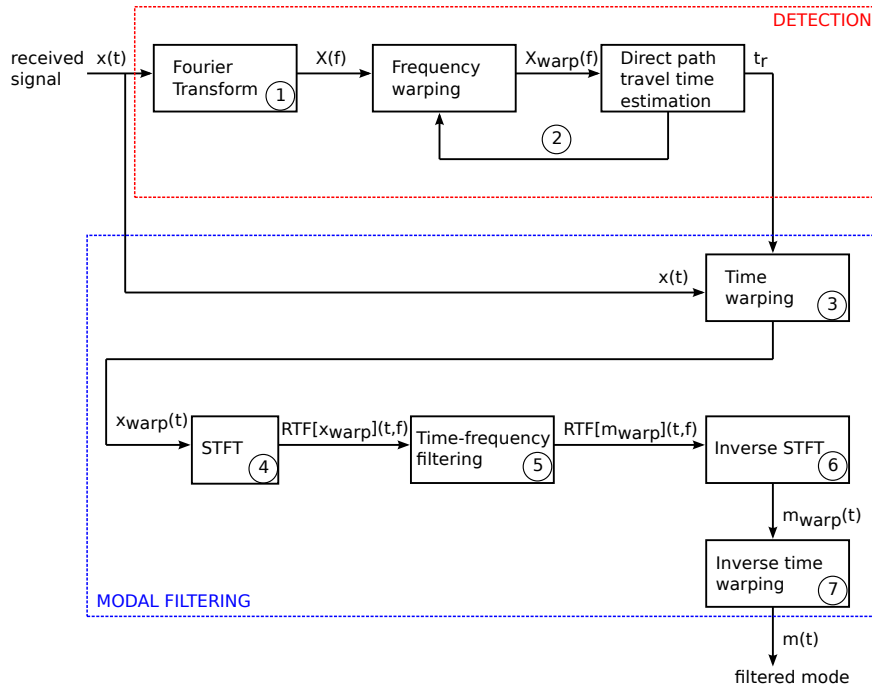 DETECTION
received
signal
x(t)
Fourier
Transform
1
X(f)
Frequency
warping
Xwarp(f)
Direct path
travel time
estimation
tr
2
x(t)
Time
warping
3
xwarp(t)
STFT
4
RTF[xwarp](t,f)
Time-frequency
filtering
5
RTF[mwarp](t,f)
Inverse STFT
6
mwarp(t)
Inverse time
warping
7
MODAL FILTERING
m(t)
filtered mode